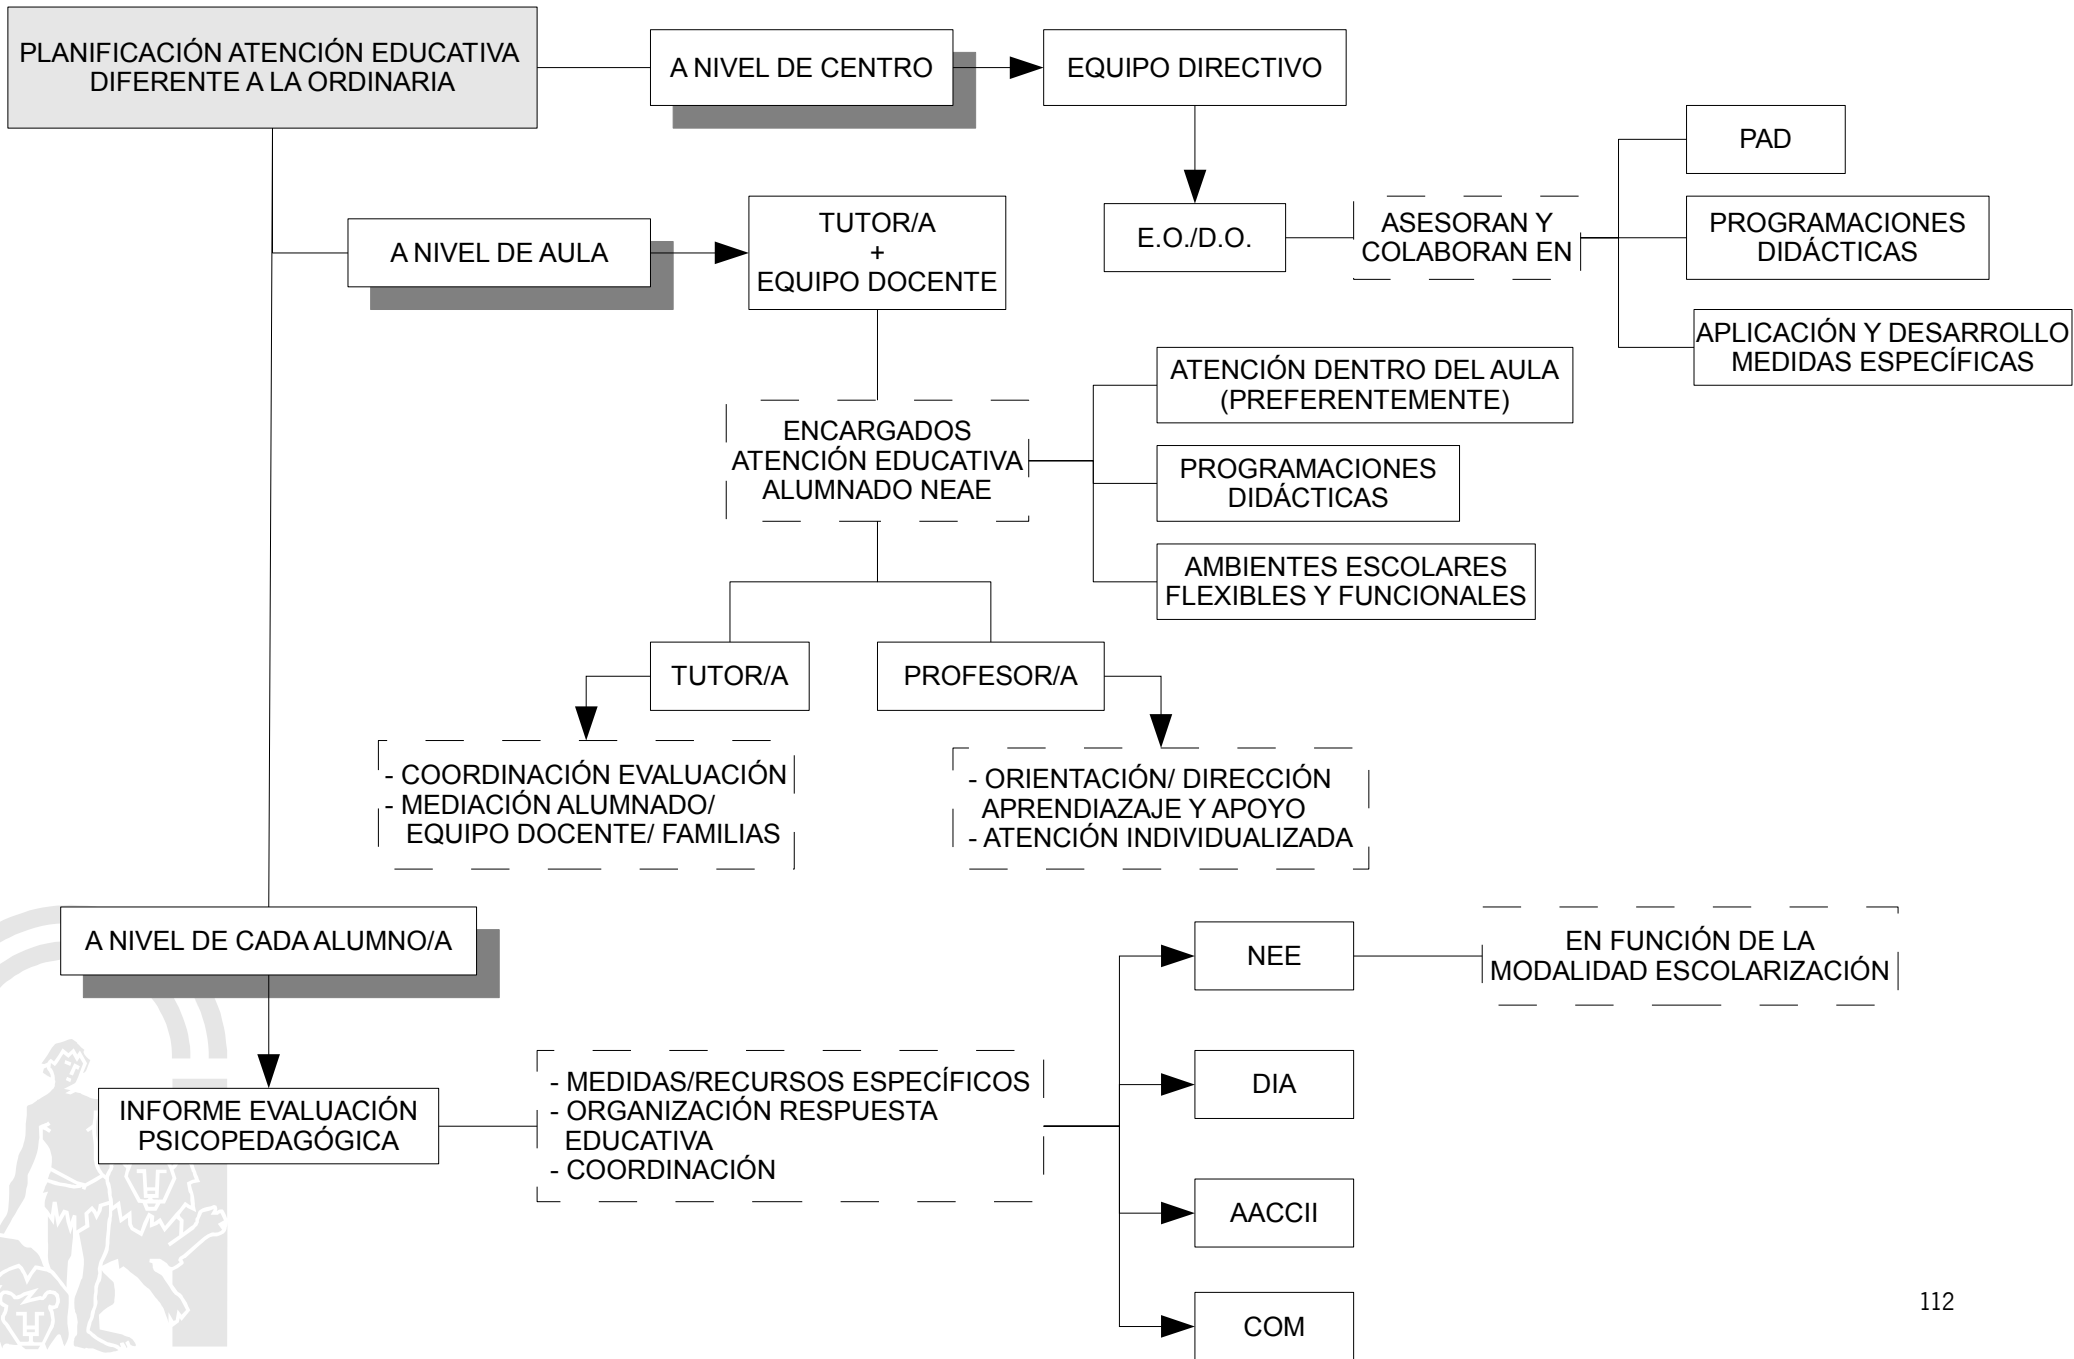 PLANIFICACIÓN ATENCIÓN EDUCATIVA
DIFERENTE A LA ORDINARIA
A NIVEL DE CENTRO
EQUIPO DIRECTIVO
PAD
A NIVEL DE AULA
TUTOR/A
+
EQUIPO DOCENTE
E.O./D.O.
ASESORAN Y
COLABORAN EN
PROGRAMACIONES
DIDÁCTICAS
APLICACIÓN Y DESARROLLO
MEDIDAS ESPECÍFICAS
ENCARGADOS
ATENCIÓN EDUCATIVA
ALUMNADO NEAE
ATENCIÓN DENTRO DEL AULA
(PREFERENTEMENTE)
PROGRAMACIONES
DIDÁCTICAS
AMBIENTES ESCOLARES
FLEXIBLES Y FUNCIONALES
TUTOR/A
PROFESOR/A
- COORDINACIÓN EVALUACIÓN
- MEDIACIÓN ALUMNADO/
EQUIPO DOCENTE/ FAMILIAS
- ORIENTACIÓN/ DIRECCIÓN
APRENDIAZAJE Y APOYO
- ATENCIÓN INDIVIDUALIZADA
A NIVEL DE CADA ALUMNO/A
NEE
EN FUNCIÓN DE LA
MODALIDAD ESCOLARIZACIÓN
INFORME EVALUACIÓN
PSICOPEDAGÓGICA
- MEDIDAS/RECURSOS ESPECÍFICOS
- ORGANIZACIÓN RESPUESTA
EDUCATIVA
- COORDINACIÓN
DIA
AACCII
COM
112